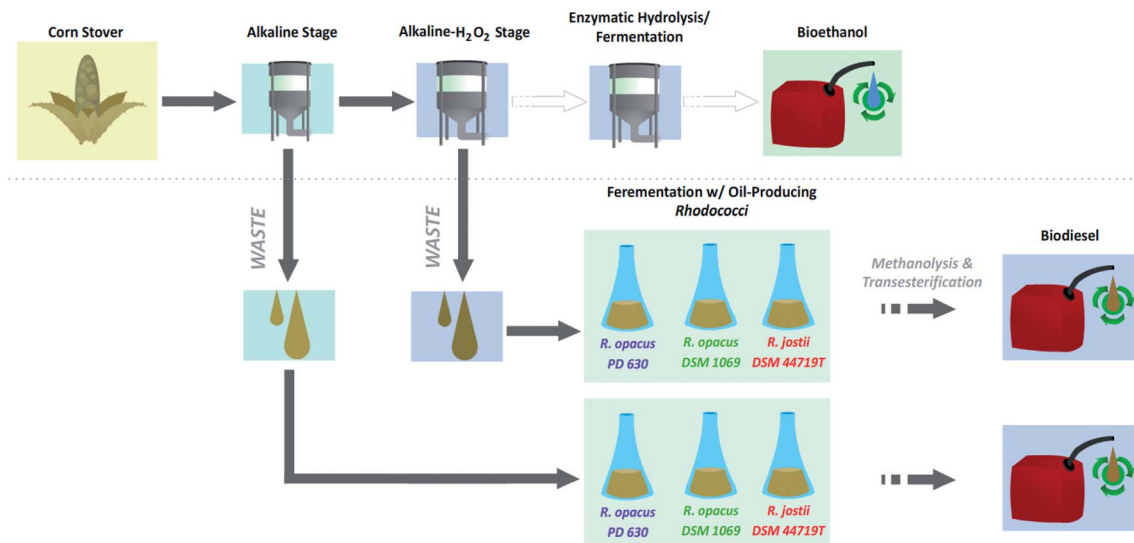 Corn Stover
Alkaline Stage
Alkaline-H₂O₂ Stage
Enzymatic Hydrolysis/
Fermentation
Bioethanol
WASTE
WASTE
Ferementation w/ Oil-Producing
Rhodococci
Biodiesel
Methanolysis &
Transesterification
R. opacus
PD 630
R. opacus
DSM 1069
R. jostii
DSM 44719T
R. opacus
PD 630
R. opacus
DSM 1069
R. jostii
DSM 44719T